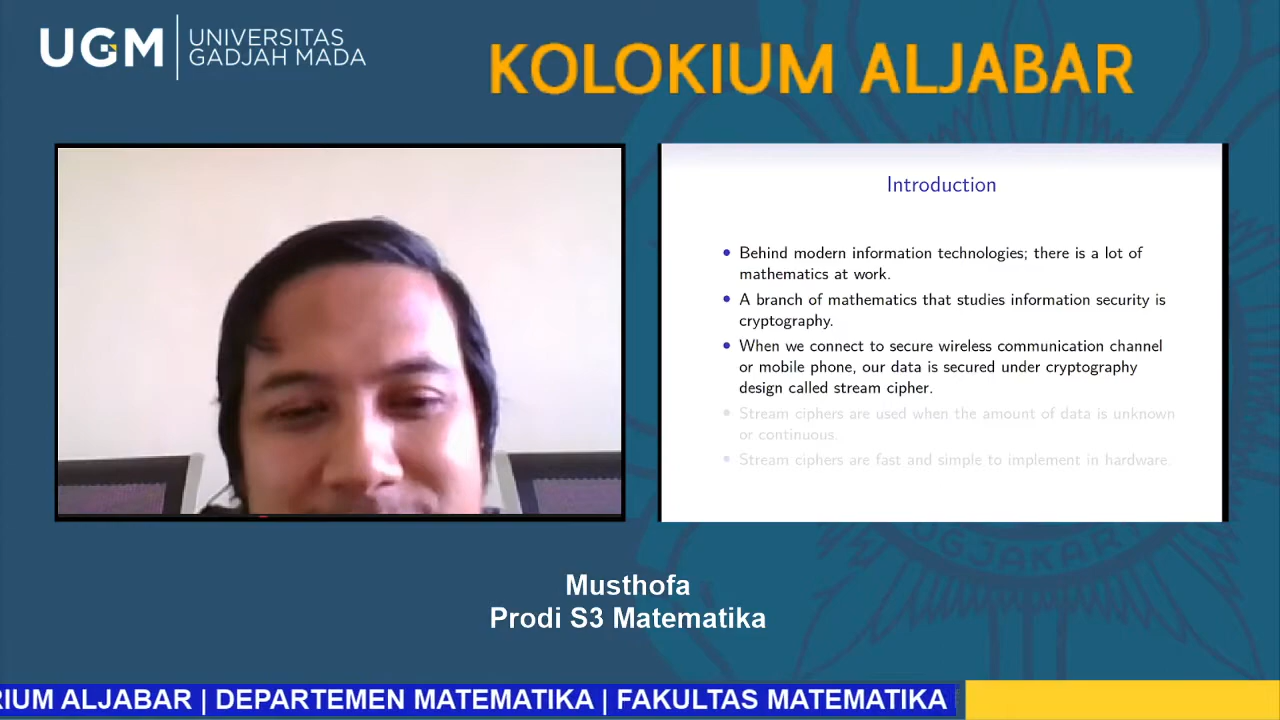 UGM
UNIVERSITAS
GADJAH MADA
KOLOKIUM ALJABAR
Introduction
• Behind modern information technologies; there is a lot of
mathematics at work.
• A branch of mathematics that studies information security is
cryptography.
• When we connect to secure wireless communication channel
or mobile phone, our data is secured under cryptography
design called stream cipher.
• Stream ciphers are used when the amount of data is unknown
or continuous.
• Stream ciphers are fast and simple to implement in hardware.
Musthofa
Prodi S3 Matematika
RIUM ALJABAR | DEPARTEMEN MATEMATIKA | FAKULTAS MATEMATIKA